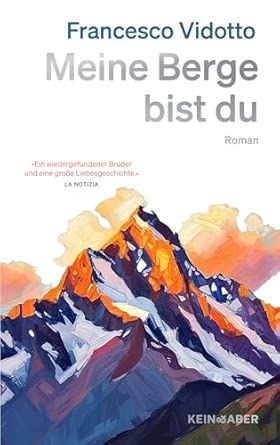 Francesco Vidotto
Meine Berge
bist du
Roman
»Ein wiedergefundener Bruder
und eine große Liebesgeschichte.«
LA NOTIZIA
KEIN & ABER